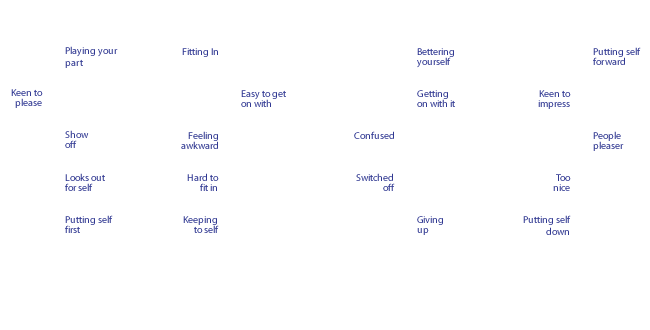 Playing your
part
Fitting In
Bettering
yourself
Putting self
forward
Keen to
please
Easy to get
on with
Getting
on with it
Keen to
impress
Show
off
Feeling
awkward
Confused
People
pleaser
Looks out
for self
Hard to
fit in
Switched
off
Too
nice
Putting self
first
Keeping
to self
Giving
up
Putting self
down